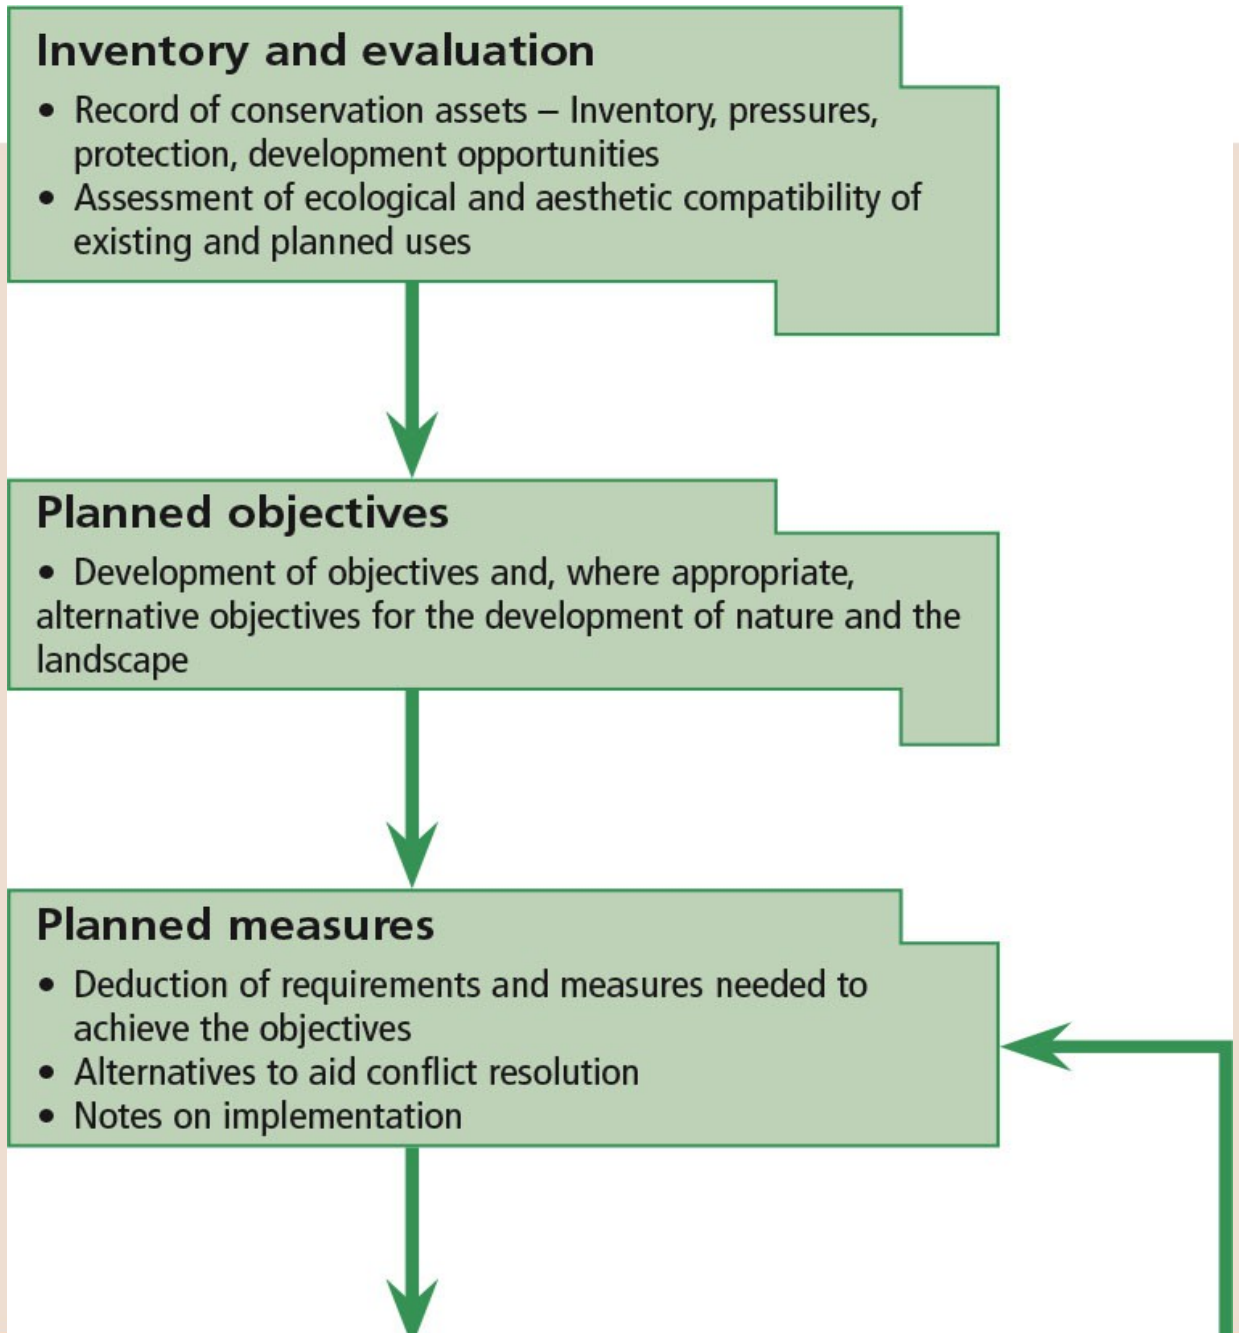 Inventory and evaluation
• Record of conservation assets – Inventory, pressures,
protection, development opportunities
• Assessment of ecological and aesthetic compatibility of
existing and planned uses
Planned objectives
• Development of objectives and, where appropriate,
alternative objectives for the development of nature and the
landscape
Planned measures
• Deduction of requirements and measures needed to
achieve the objectives
• Alternatives to aid conflict resolution
• Notes on implementation